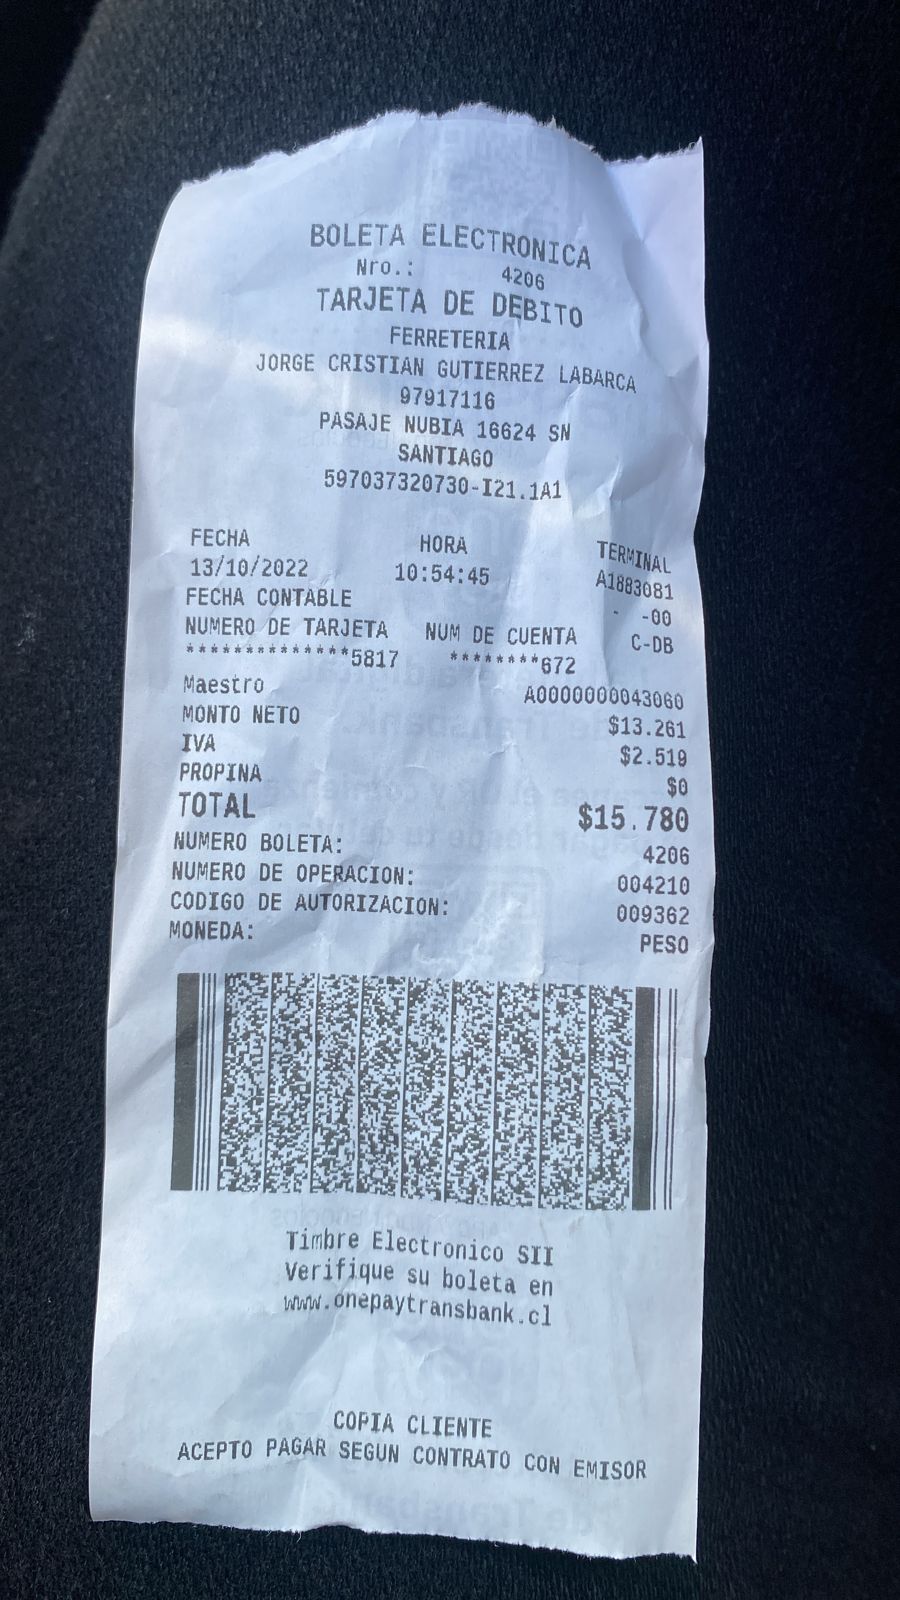 BOLETA ELECTRONICA
Nro.: 4206
TARJETA DE DEBITO
FERRETERIA
JORGE CRISTIAN GUTIERREZ LABARCA
97917116
PASAJE NUBIA 16624 SN
SANTIAGO
597037320730-I21.1A1
FECHA HORA TERMINAL
13/10/2022 10:54:45 A1883081
FECHA CONTABLE - -00
NUMERO DE TARJETA NUM DE CUENTA C-DB
**************5817 ********672
Maestro A0000000043060
MONTO NETO $13.261
IVA $2.519
PROPINA $0
TOTAL $15.780
NUMERO BOLETA: 4206
NUMERO DE OPERACION: 004210
CODIGO DE AUTORIZACION: 009362
MONEDA: PESO
Timbre Electronico SII
Verifique su boleta en
www.onepaytransbank.cl
COPIA CLIENTE
ACEPTO PAGAR SEGUN CONTRATO CON EMISOR